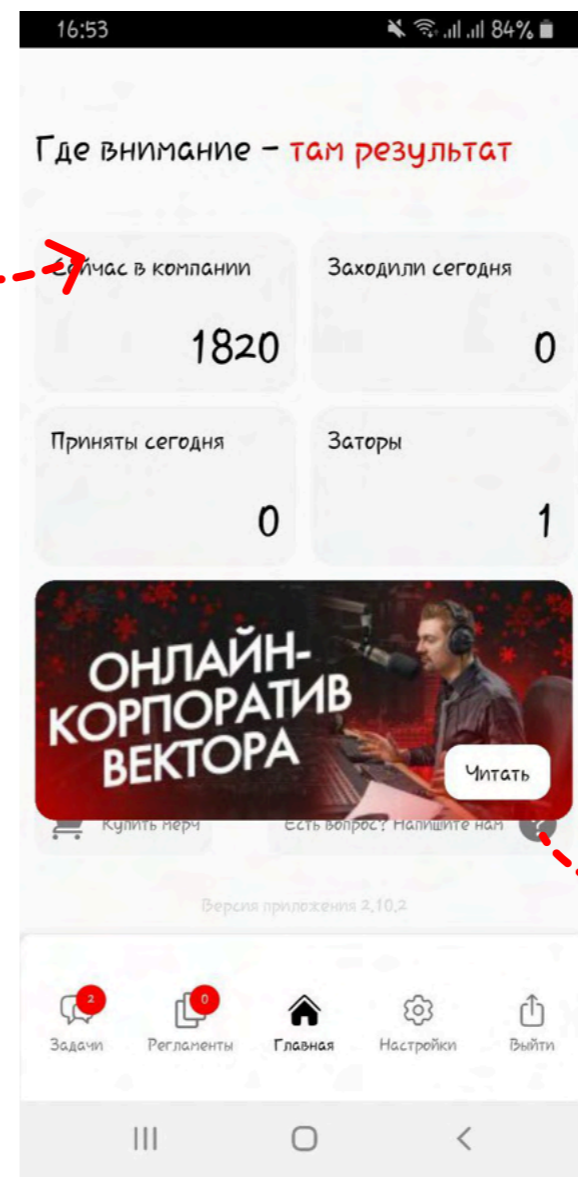 16:53 84%
Где внимание – там результат
Сейчас в компании
Заходили сегодня
1820
0
Приняты сегодня
Заторы
0
1
ОНЛАЙН-
КОРПОРАТИВ
ВЕКТОРА
Читать
Купить мерч
Есть вопрос? Напишите нам ?
Версия приложения 2.10.2
2 0
Задачи Регламенты Главная Настройки Выйти